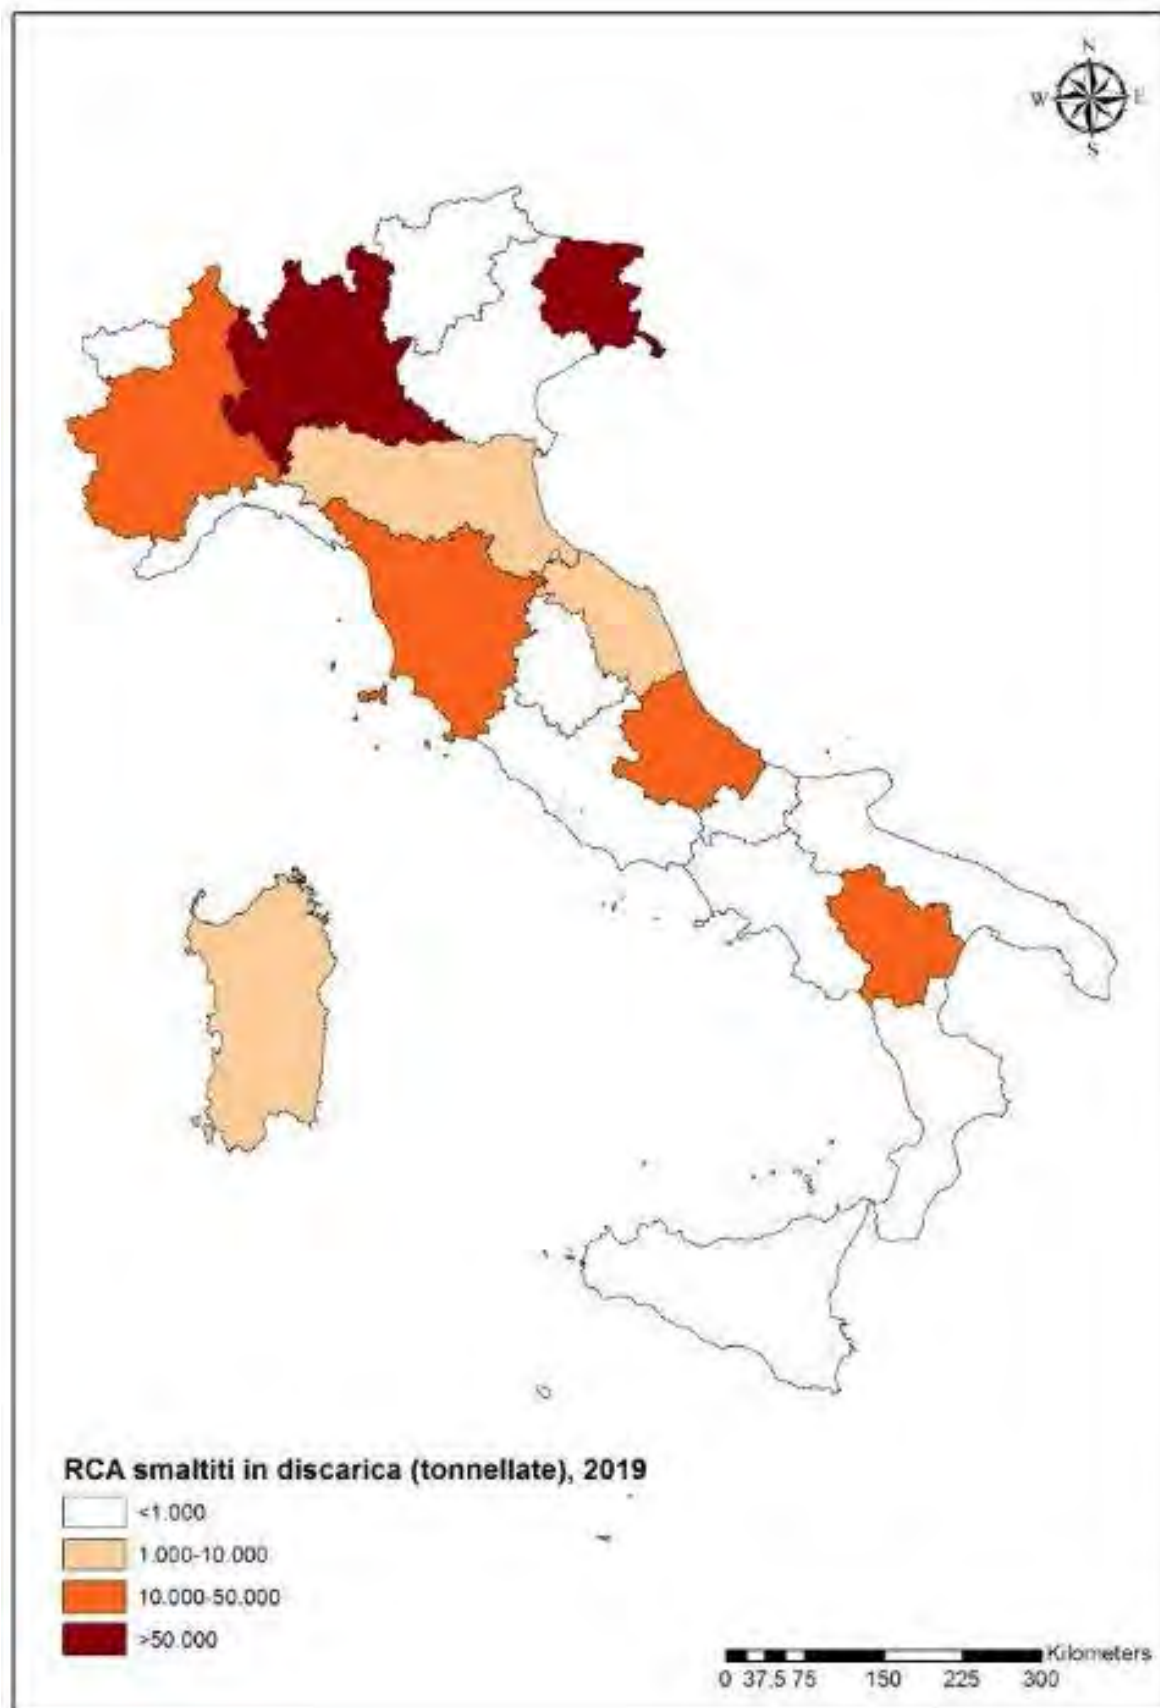 N
W E
S
RCA smaltiti in discarica (tonnellate), 2019
<1.000
1.000-10.000
10.000-50.000
>50.000
Kilometers
0 37,5 75 150 225 300